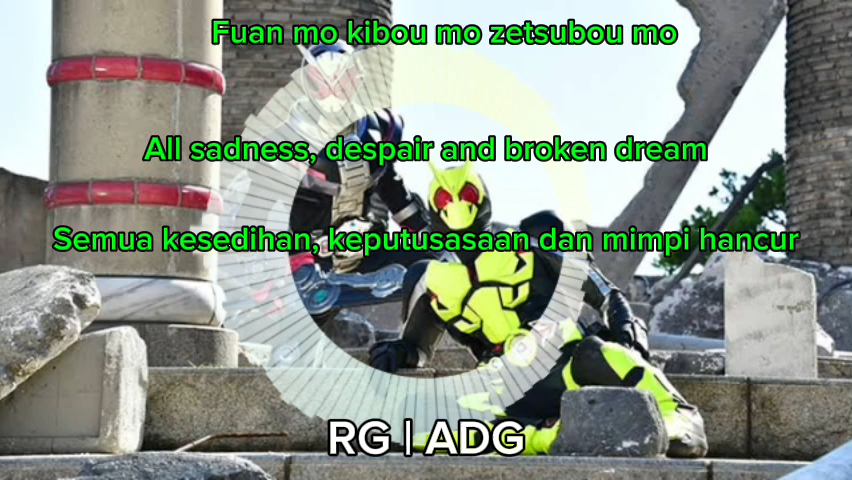 Fuan mo kibou mo zetsubou mo
All sadness, despair and broken dream
Semua kesedihan, keputusasaan dan mimpi hancur
RG | ADG